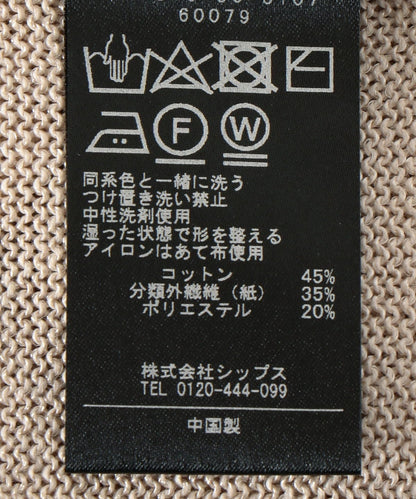 60079
F
W
同系色と一緒に洗う
つけ置き洗い禁止
中性洗剤使用
湿った状態で形を整える
アイロンはあて布使用
コットン 45%
分類外繊維（紙） 35%
ポリエステル 20%
株式会社シップス
TEL 0120-444-099
中国製